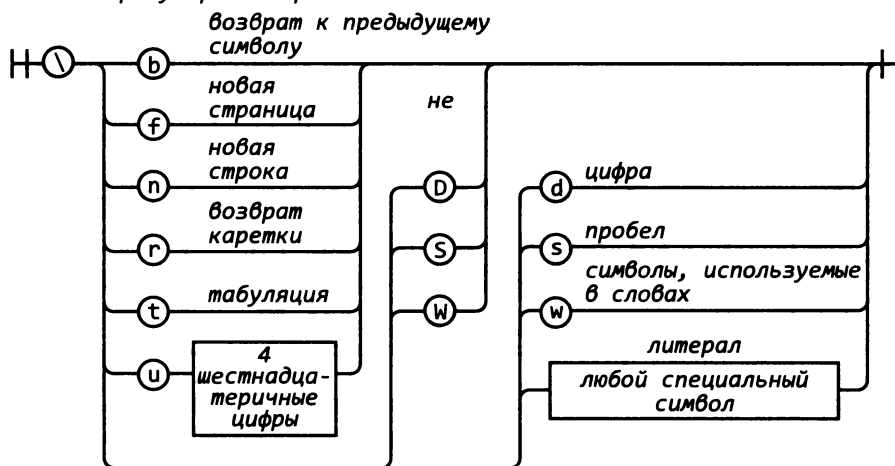 возврат к предыдущему
символу
\
b
новая
страница
f
не
новая
строка
n
D
d
цифра
возврат
каретки
r
S
s
пробел
табуляция
t
W
w
символы, используемые
в словах
u
4
шестнадца-
теричные
цифры
литерал
любой специальный
символ